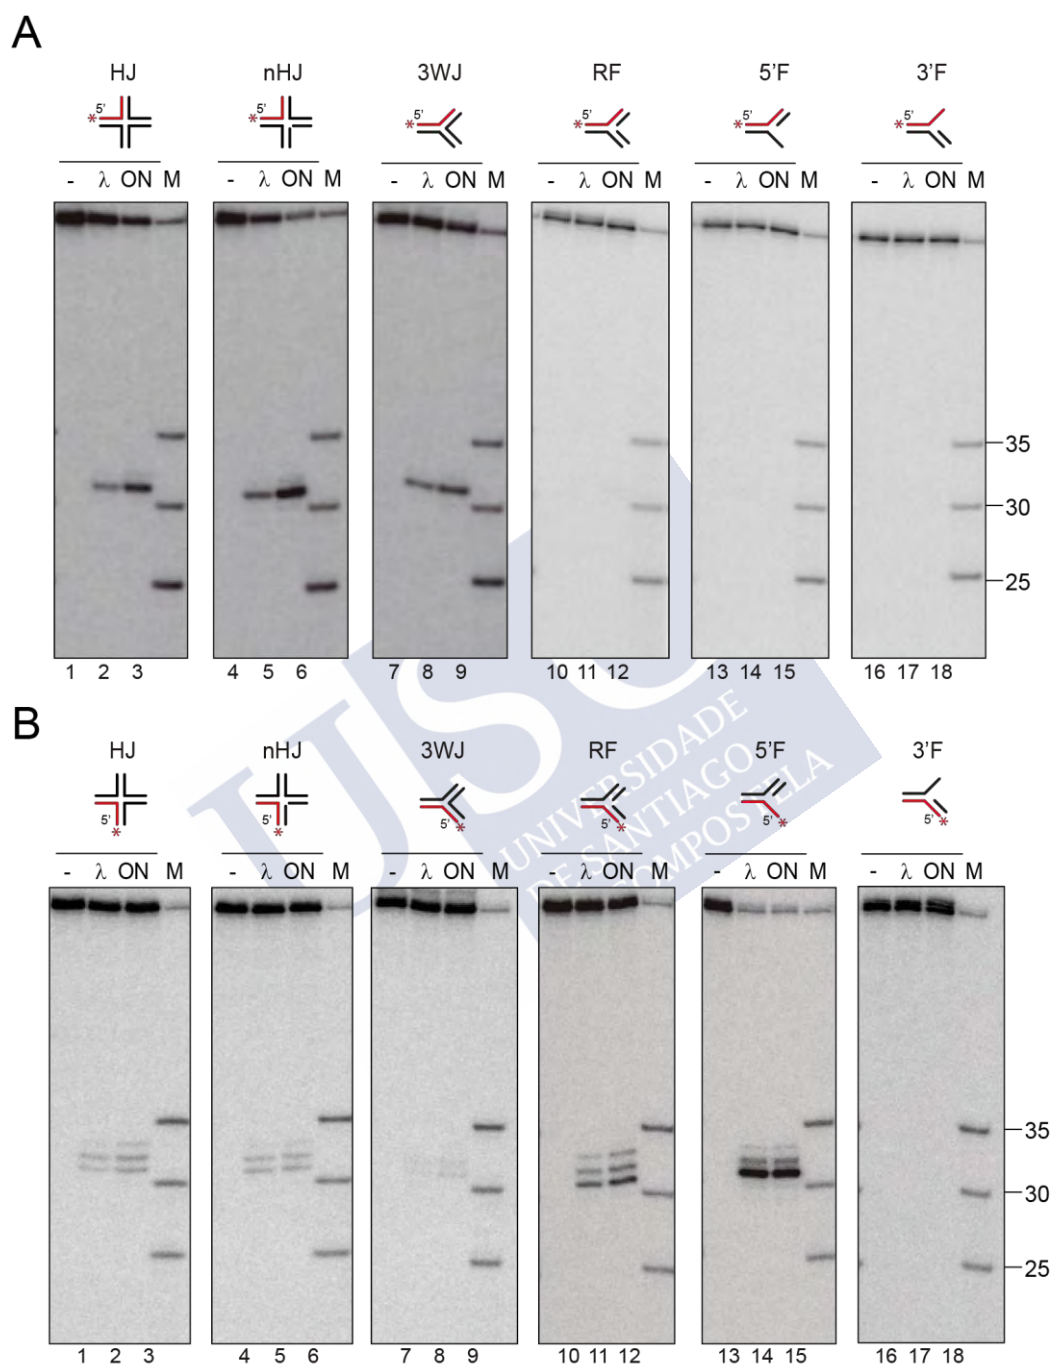 A
HJ nHJ 3WJ RF 5'F 3'F
* 5' * 5' * 5' * 5' * 5' * 5'
- λ ON M - λ ON M - λ ON M - λ ON M - λ ON M - λ ON M
35
30
25
1 2 3 4 5 6 7 8 9 10 11 12 13 14 15 16 17 18
USC
UNIVERSIDADE
DE SANTIAGO
DE COMPOSTELA
B
HJ nHJ 3WJ RF 5'F 3'F
5' * 5' * 5' * 5' * 5' * 5' *
- λ ON M - λ ON M - λ ON M - λ ON M - λ ON M - λ ON M
35
30
25
1 2 3 4 5 6 7 8 9 10 11 12 13 14 15 16 17 18